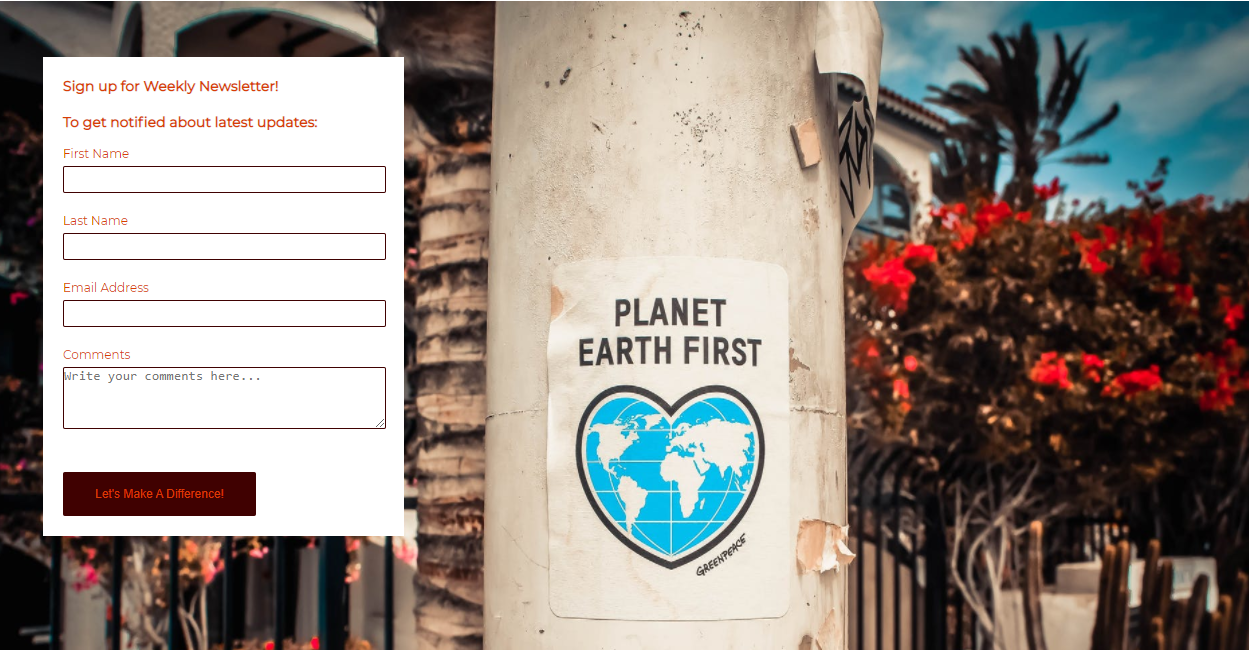 Sign up for Weekly Newsletter!
To get notified about latest updates:
First Name
Last Name
Email Address
Comments
Write your comments here...
Let's Make A Difference!
PLANET
EARTH FIRST
GREENPEACE